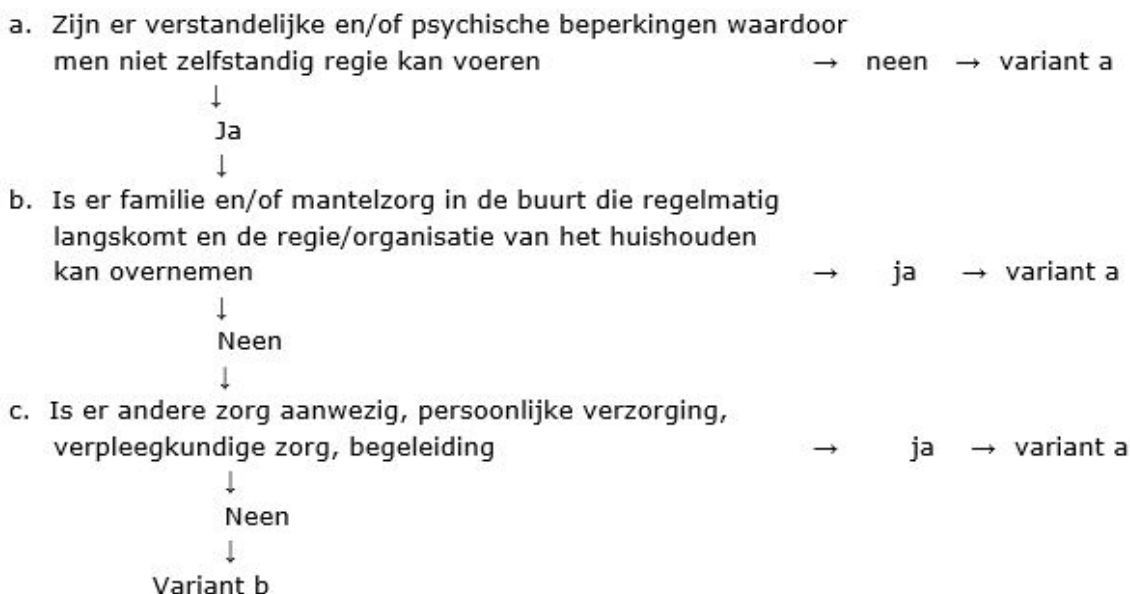 a. Zijn er verstandelijke en/of psychische beperkingen waardoor
men niet zelfstandig regie kan voeren → neen → variant a
↓
Ja
↓
b. Is er familie en/of mantelzorg in de buurt die regelmatig
langskomt en de regie/organisatie van het huishouden
kan overnemen → ja → variant a
↓
Neen
↓
c. Is er andere zorg aanwezig, persoonlijke verzorging,
verpleegkundige zorg, begeleiding → ja → variant a
↓
Neen
↓
Variant b